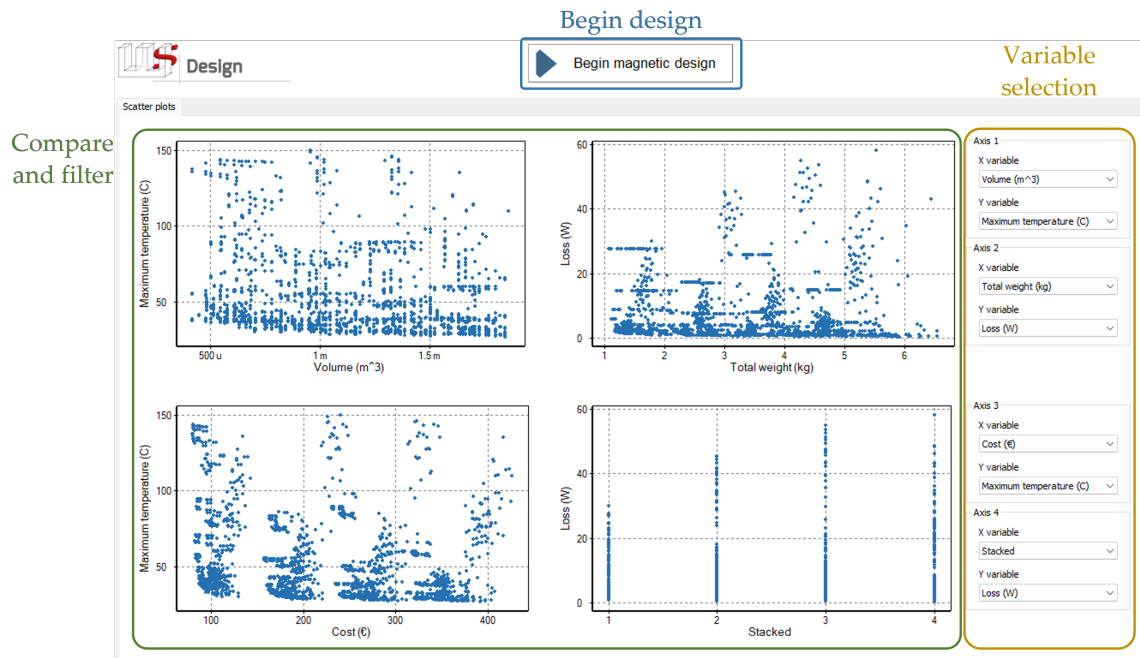 Begin design
Design
Begin magnetic design
Variable
selection
Scatter plots
Compare
and filter
Maximum temperature (C)
150
100
50
500 u
1 m
1.5 m
Volume (m^3)
Loss (W)
60
40
20
0
1
2
3
4
5
6
Total weight (kg)
Maximum temperature (C)
150
100
50
100
200
300
400
Cost (€)
Loss (W)
60
40
20
0
1
2
3
4
Stacked
Axis 1
X variable
Volume (m^3)
Y variable
Maximum temperature (C)
Axis 2
X variable
Total weight (kg)
Y variable
Loss (W)
Axis 3
X variable
Cost (€)
Y variable
Maximum temperature (C)
Axis 4
X variable
Stacked
Y variable
Loss (W)